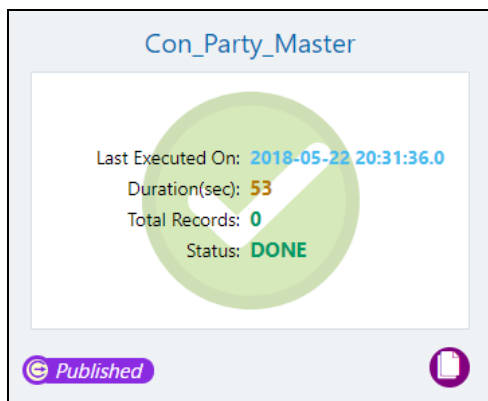 Con_Party_Master
Last Executed On: 2018-05-22 20:31:36.0
Duration(sec): 53
Total Records: 0
Status: DONE
Published